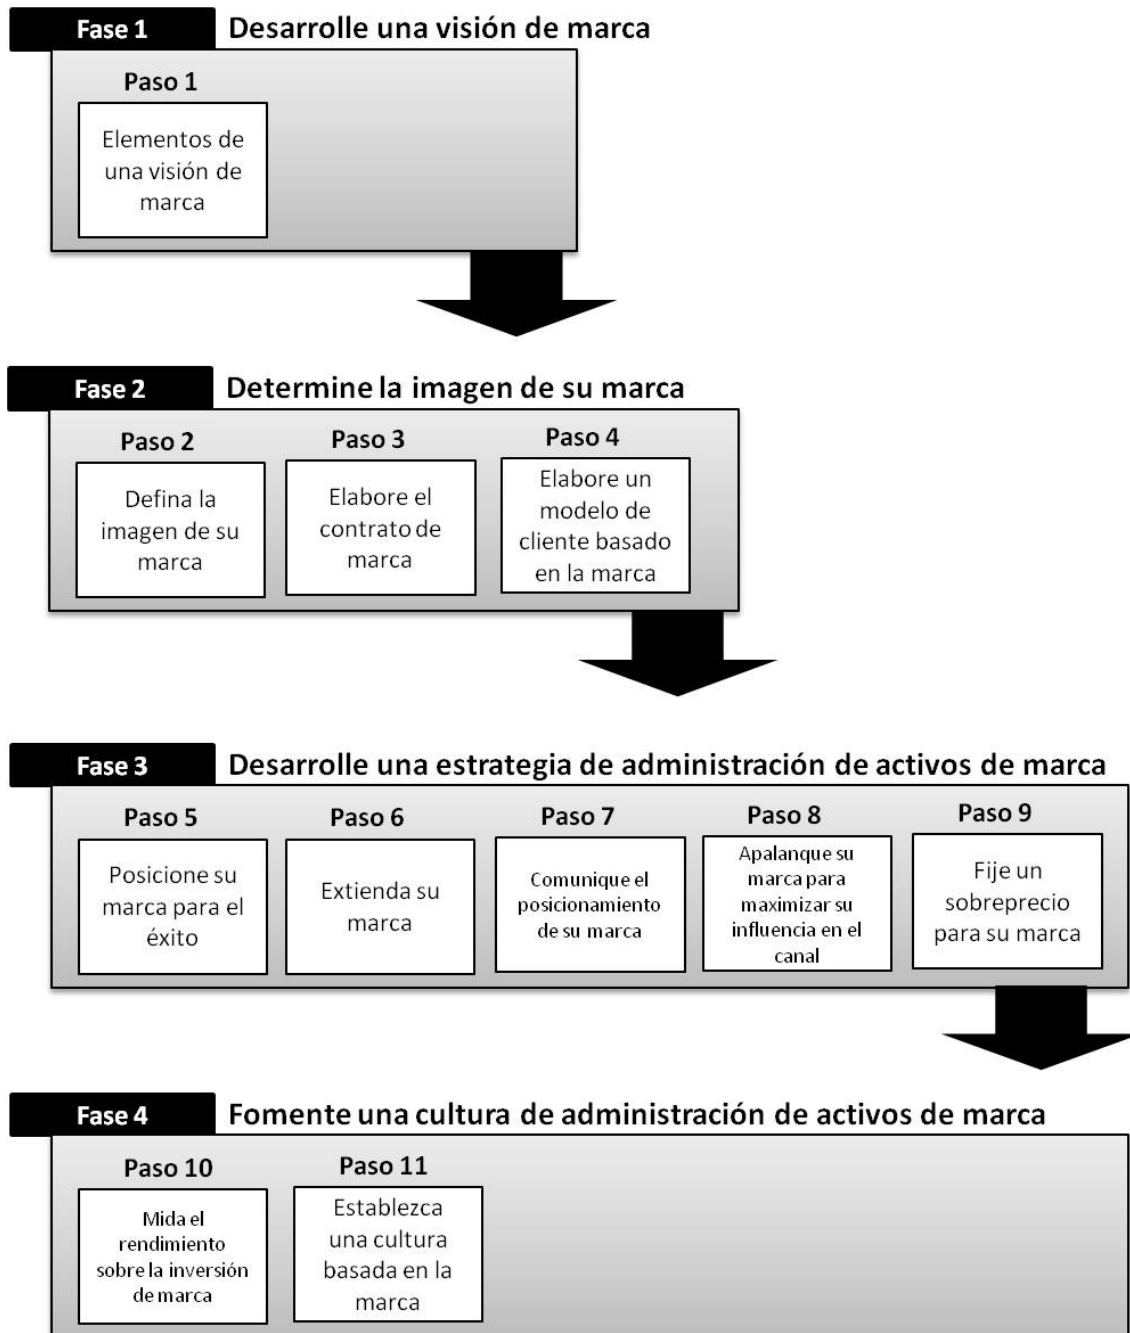 Fase 1
Desarrolle una visión de marca
Paso 1
Elementos de
una visión de
marca
Fase 2
Determine la imagen de su marca
Paso 2
Defina la
imagen de su
marca
Paso 3
Elabore el
contrato de
marca
Paso 4
Elabore un
modelo de
cliente basado
en la marca
Fase 3
Desarrolle una estrategia de administración de activos de marca
Paso 5
Posicione su
marca para el
éxito
Paso 6
Extienda su
marca
Paso 7
Comunique el
posicionamiento
de su marca
Paso 8
Apalanque su
marca para
maximizar su
influencia en el
canal
Paso 9
Fije un
sobreprecio
para su marca
Fase 4
Fomente una cultura de administración de activos de marca
Paso 10
Mida el
rendimiento
sobre la inversión
de marca
Paso 11
Establezca
una cultura
basada en la
marca